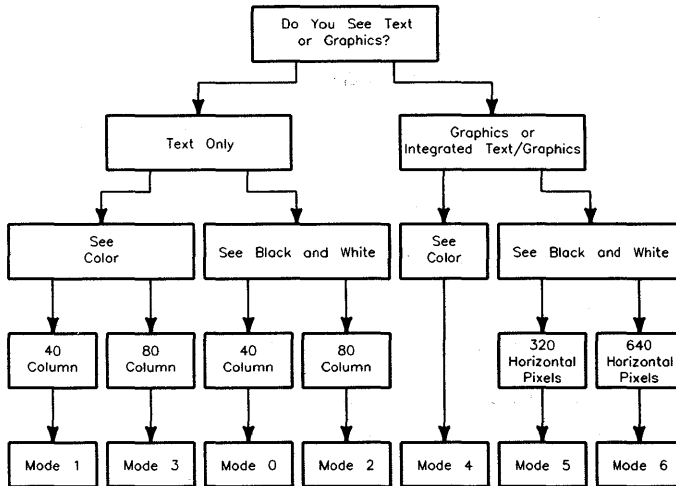 Do You See Text
or Graphics?
Text Only
Graphics or
Integrated Text/Graphics
See
Color
See Black and White
See
Color
See Black and White
40
Column
80
Column
40
Column
80
Column
320
Horizontal
Pixels
640
Horizontal
Pixels
Mode 1
Mode 3
Mode 0
Mode 2
Mode 4
Mode 5
Mode 6